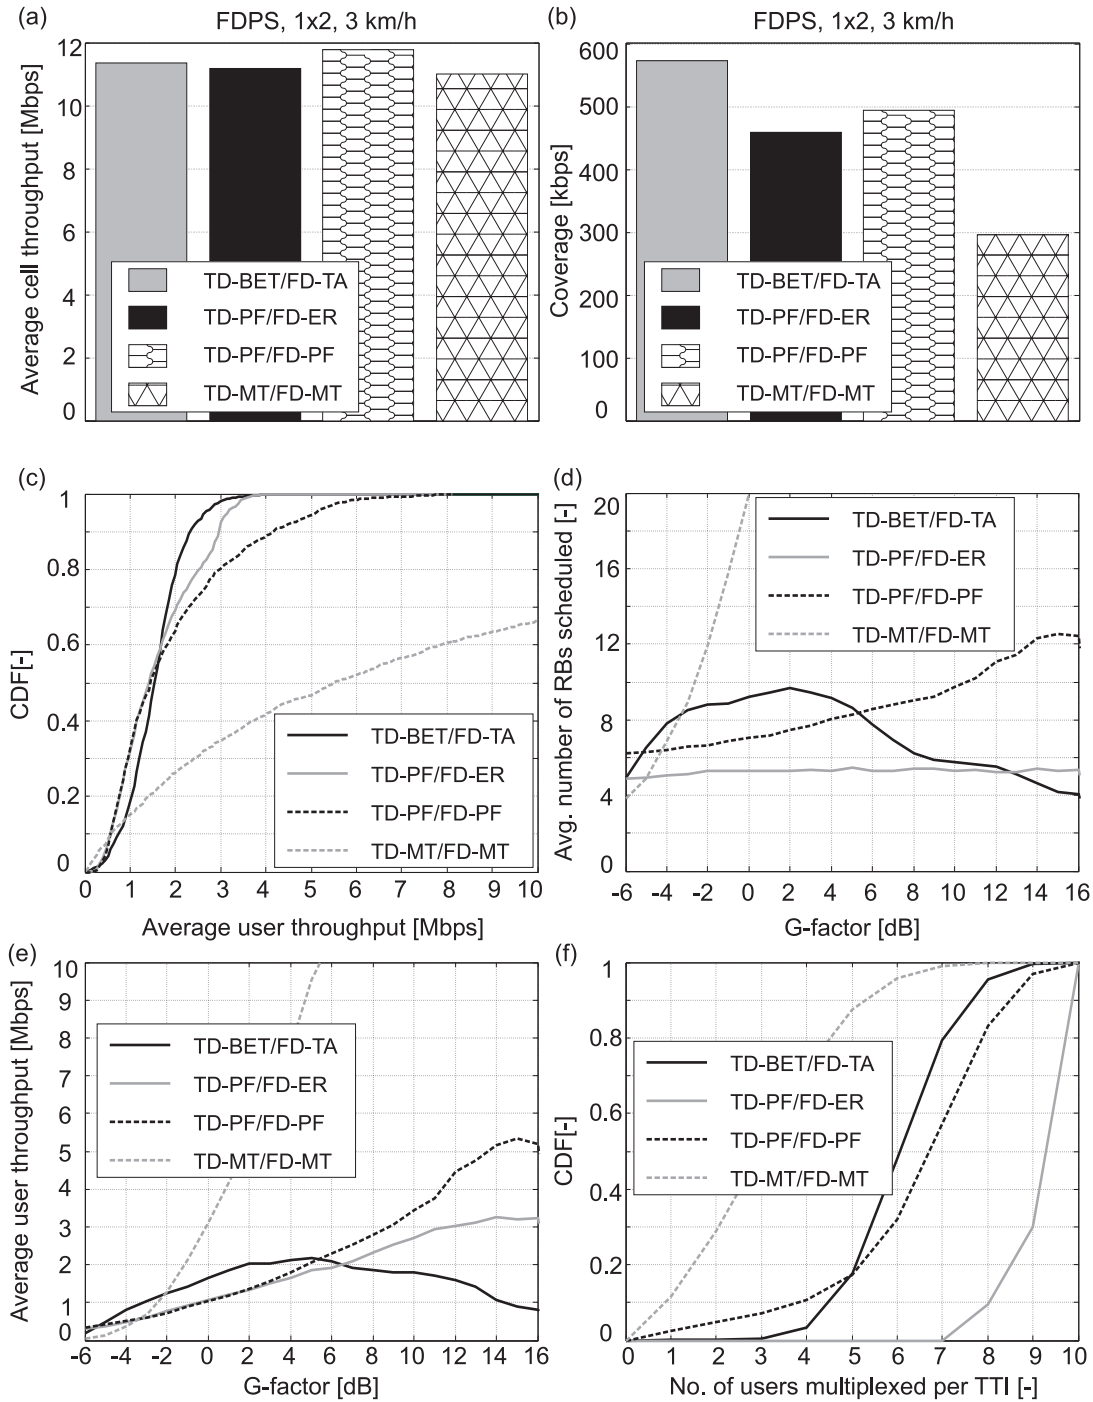 (a)
FDPS, 1x2, 3 km/h
(b)
FDPS, 1x2, 3 km/h
12
10
8
6
4
2
0
Average cell throughput [Mbps]
TD-BET/FD-TA
TD-PF/FD-ER
TD-PF/FD-PF
TD-MT/FD-MT
600
500
400
300
200
100
0
Coverage [kbps]
TD-BET/FD-TA
TD-PF/FD-ER
TD-PF/FD-PF
TD-MT/FD-MT
(c)
1
0.8
0.6
0.4
0.2
0
CDF[-]
TD-BET/FD-TA
TD-PF/FD-ER
TD-PF/FD-PF
TD-MT/FD-MT
0 1 2 3 4 5 6 7 8 9 10
Average user throughput [Mbps]
(d)
20
16
12
8
4
0
Avg. number of RBs scheduled [-]
TD-BET/FD-TA
TD-PF/FD-ER
TD-PF/FD-PF
TD-MT/FD-MT
-6 -4 -2 0 2 4 6 8 10 12 14 16
G-factor [dB]
(e)
10
9
8
7
6
5
4
3
2
1
0
Average user throughput [Mbps]
TD-BET/FD-TA
TD-PF/FD-ER
TD-PF/FD-PF
TD-MT/FD-MT
-6 -4 -2 0 2 4 6 8 10 12 14 16
G-factor [dB]
(f)
1
0.8
0.6
0.4
0.2
0
CDF[-]
TD-BET/FD-TA
TD-PF/FD-ER
TD-PF/FD-PF
TD-MT/FD-MT
0 1 2 3 4 5 6 7 8 9 10
No. of users multiplexed per TTI [-]